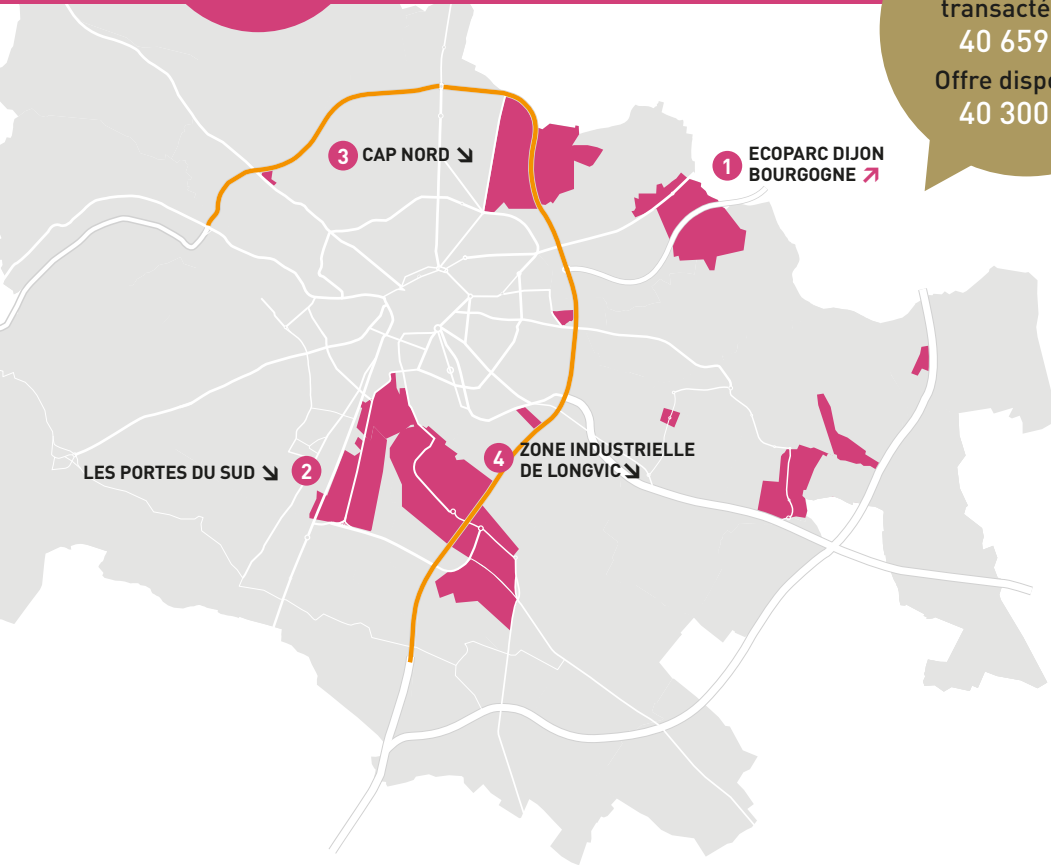 transacté
40 659
Offre dispo
40 300
3 CAP NORD ↘
1 ECOPARC DIJON
BOURGOGNE ↗
LES PORTES DU SUD ↘ 2
4 ZONE INDUSTRIELLE
DE LONGVIC ↘